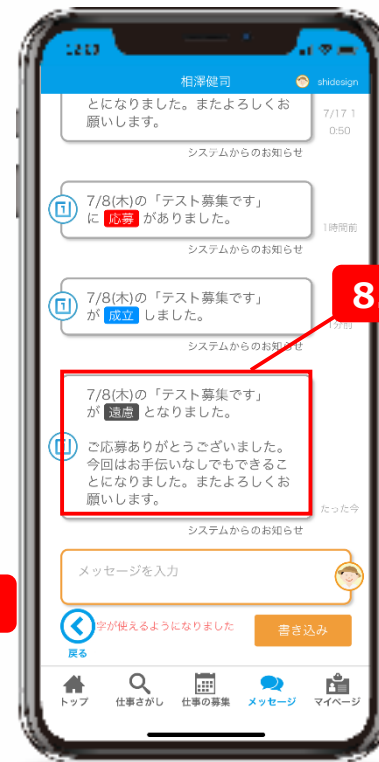 相澤健司
shidesign
とになりました。またよろしくお
願いします。
7/17 1
0:50
システムからのお知らせ
7/8(木)の「テスト募集です」
に 応募 がありました。
1時間前
システムからのお知らせ
7/8(木)の「テスト募集です」
が 成立 しました。
8
1分前
システムからのお知らせ
7/8(木)の「テスト募集です」
が 遠慮 となりました。
ご応募ありがとうございました。
今回はお手伝いなしでもできるこ
とになりました。またよろしくお
願いします。
たった今
システムからのお知らせ
メッセージを入力
字が使えるようになりました
書き込み
戻る
トップ
仕事さがし
仕事の募集
メッセージ
マイページ